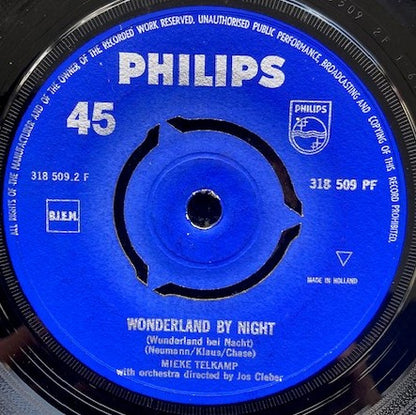 ALL RIGHTS OF THE MANUFACTURER AND OF THE OWNER OF THE RECORDED WORK RESERVED. UNAUTHORISED PUBLIC PERFORMANCE, BROADCASTING AND COPYING OF THIS RECORD PROHIBITED.
PHILIPS
45
PHILIPS
318 509.2 F
318 509 PF
B.I.E.M.
MADE IN HOLLAND
WONDERLAND BY NIGHT
(Wunderland bei Nacht)
(Neumann/Klaus/Chase)
MIEKE TELKAMP
with orchestra directed by Jos Cleber